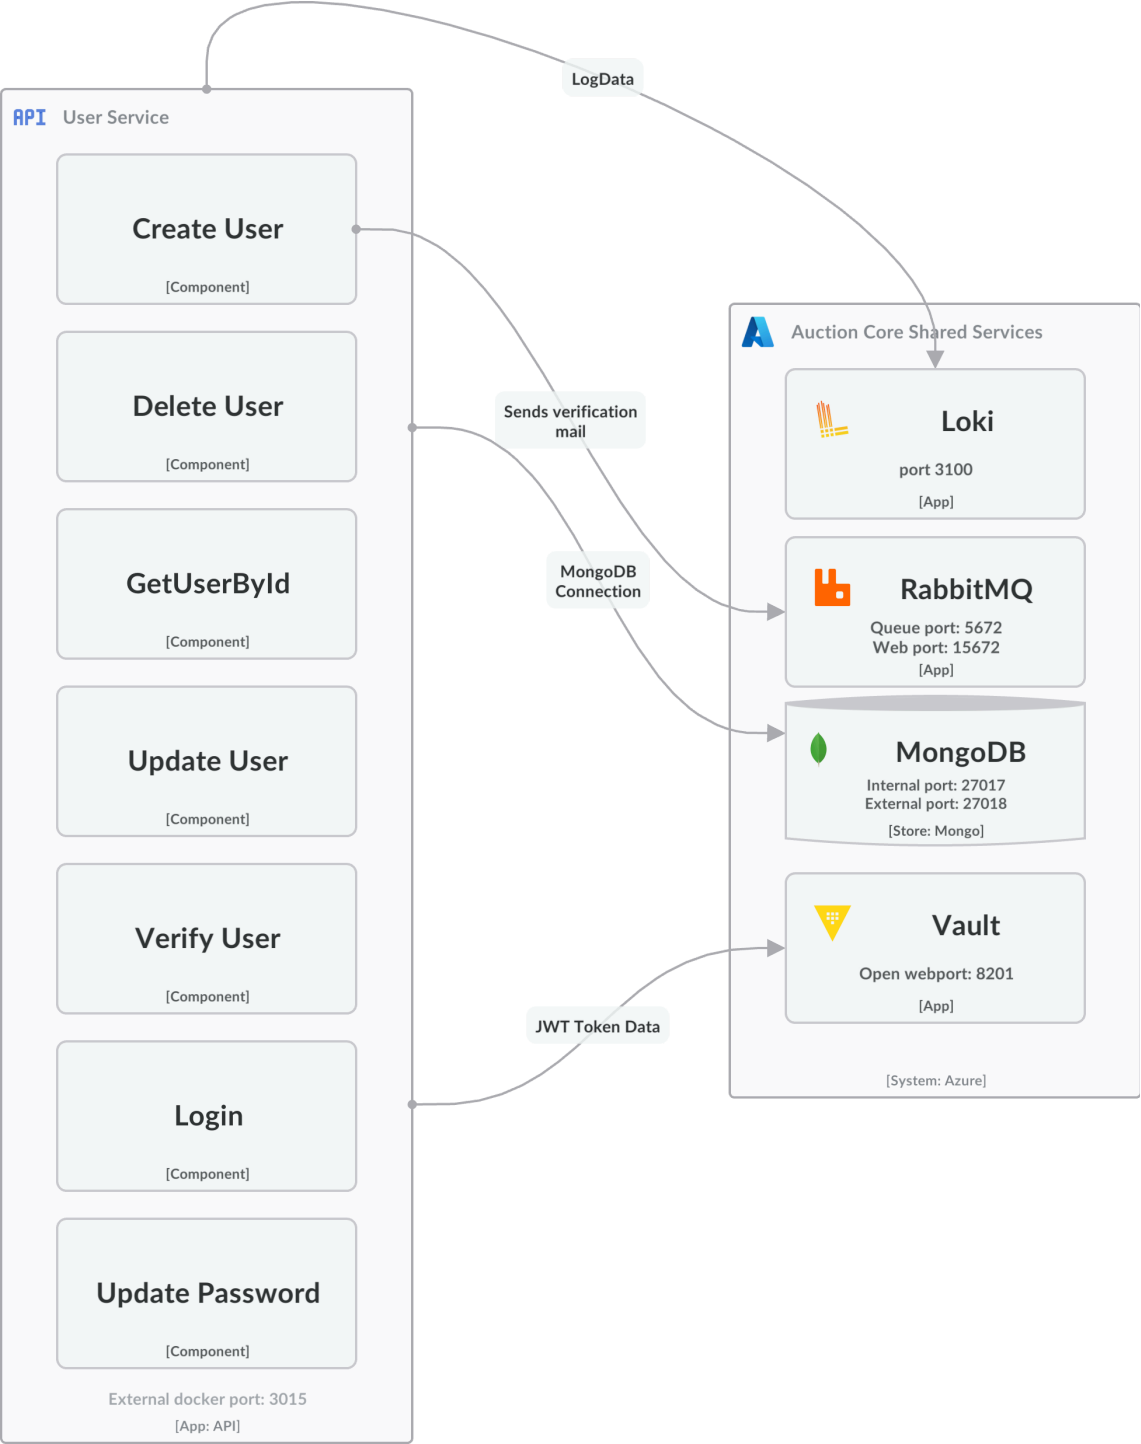 LogData
API User Service
Create User
[Component]
Delete User
[Component]
GetUserById
[Component]
Update User
[Component]
Verify User
[Component]
Login
[Component]
Update Password
[Component]
External docker port: 3015
[App: API]
Sends verification
mail
MongoDB
Connection
JWT Token Data
Auction Core Shared Services
Loki
port 3100
[App]
RabbitMQ
Queue port: 5672
Web port: 15672
[App]
MongoDB
Internal port: 27017
External port: 27018
[Store: Mongo]
Vault
Open webport: 8201
[App]
[System: Azure]